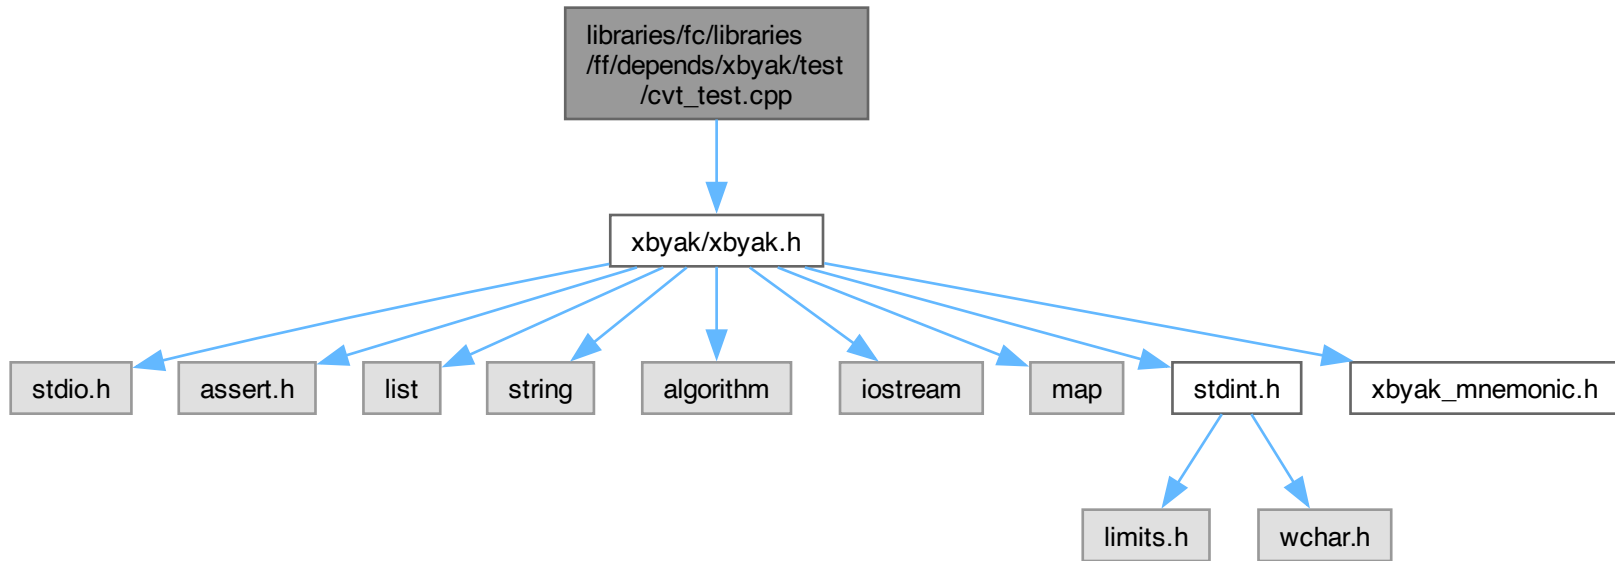 libraries/fc/libraries
/ff/depends/xbyak/test
/cvt_test.cpp
xbyak/xbyak.h
stdio.h
assert.h
list
string
algorithm
iostream
map
stdint.h
xbyak_mnemonic.h
limits.h
wchar.h